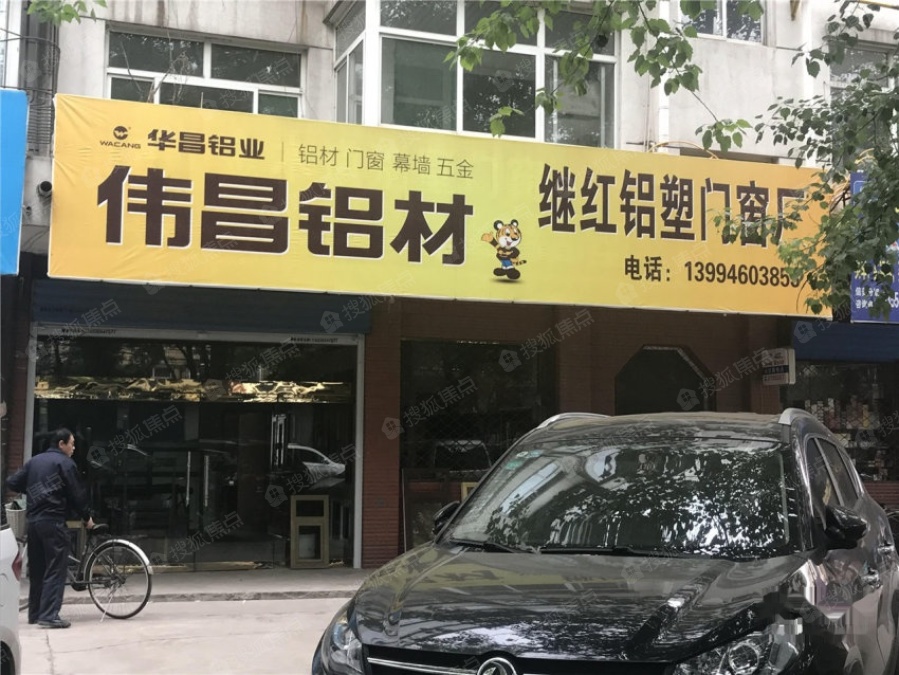 WACANG 华昌铝业 铝材 门窗 幕墙 五金
伟昌铝材
继红铝塑门窗厂
电话：13994603853
搜狐焦点